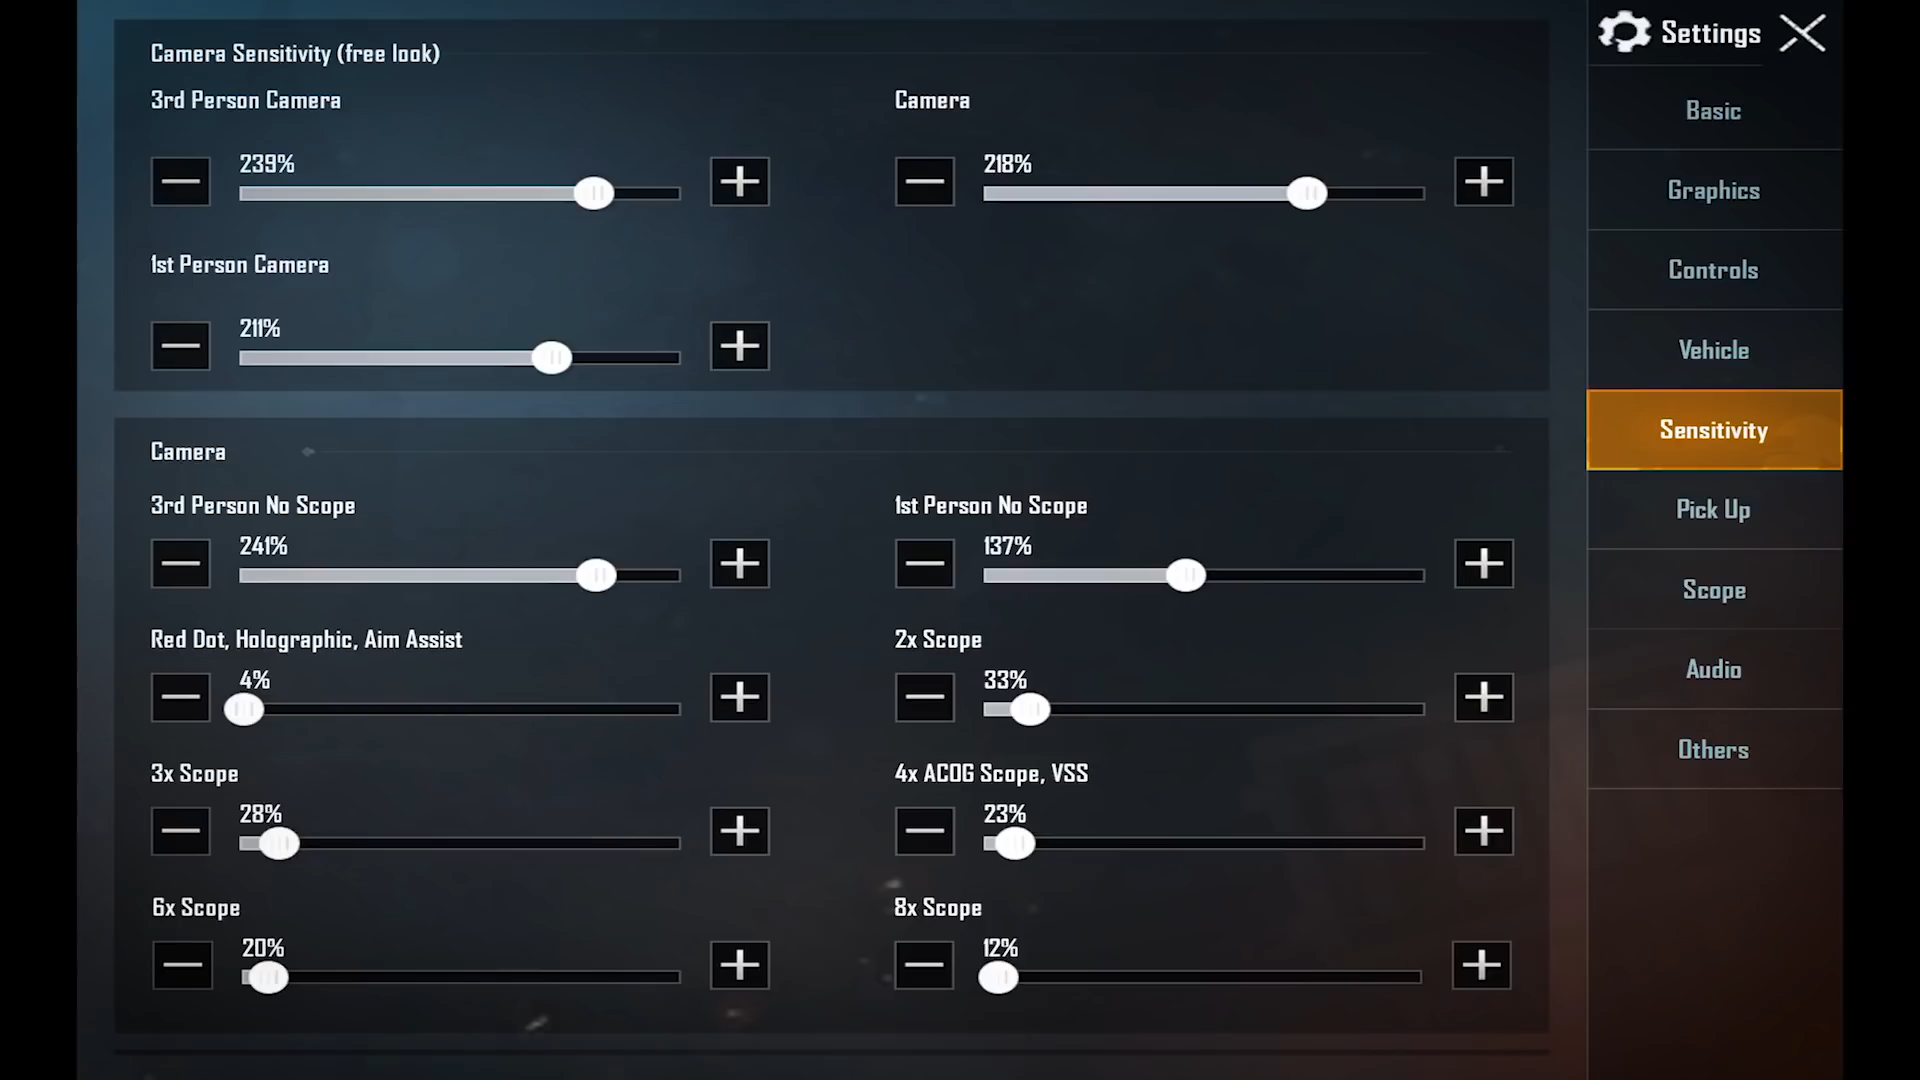 Camera Sensitivity (free look)
3rd Person Camera
239%
Camera
218%
1st Person Camera
211%
Camera
3rd Person No Scope
241%
1st Person No Scope
137%
Red Dot, Holographic, Aim Assist
4%
2x Scope
33%
3x Scope
28%
4x ACOG Scope, VSS
23%
6x Scope
20%
8x Scope
12%
Settings
Basic
Graphics
Controls
Vehicle
Sensitivity
Pick Up
Scope
Audio
Others